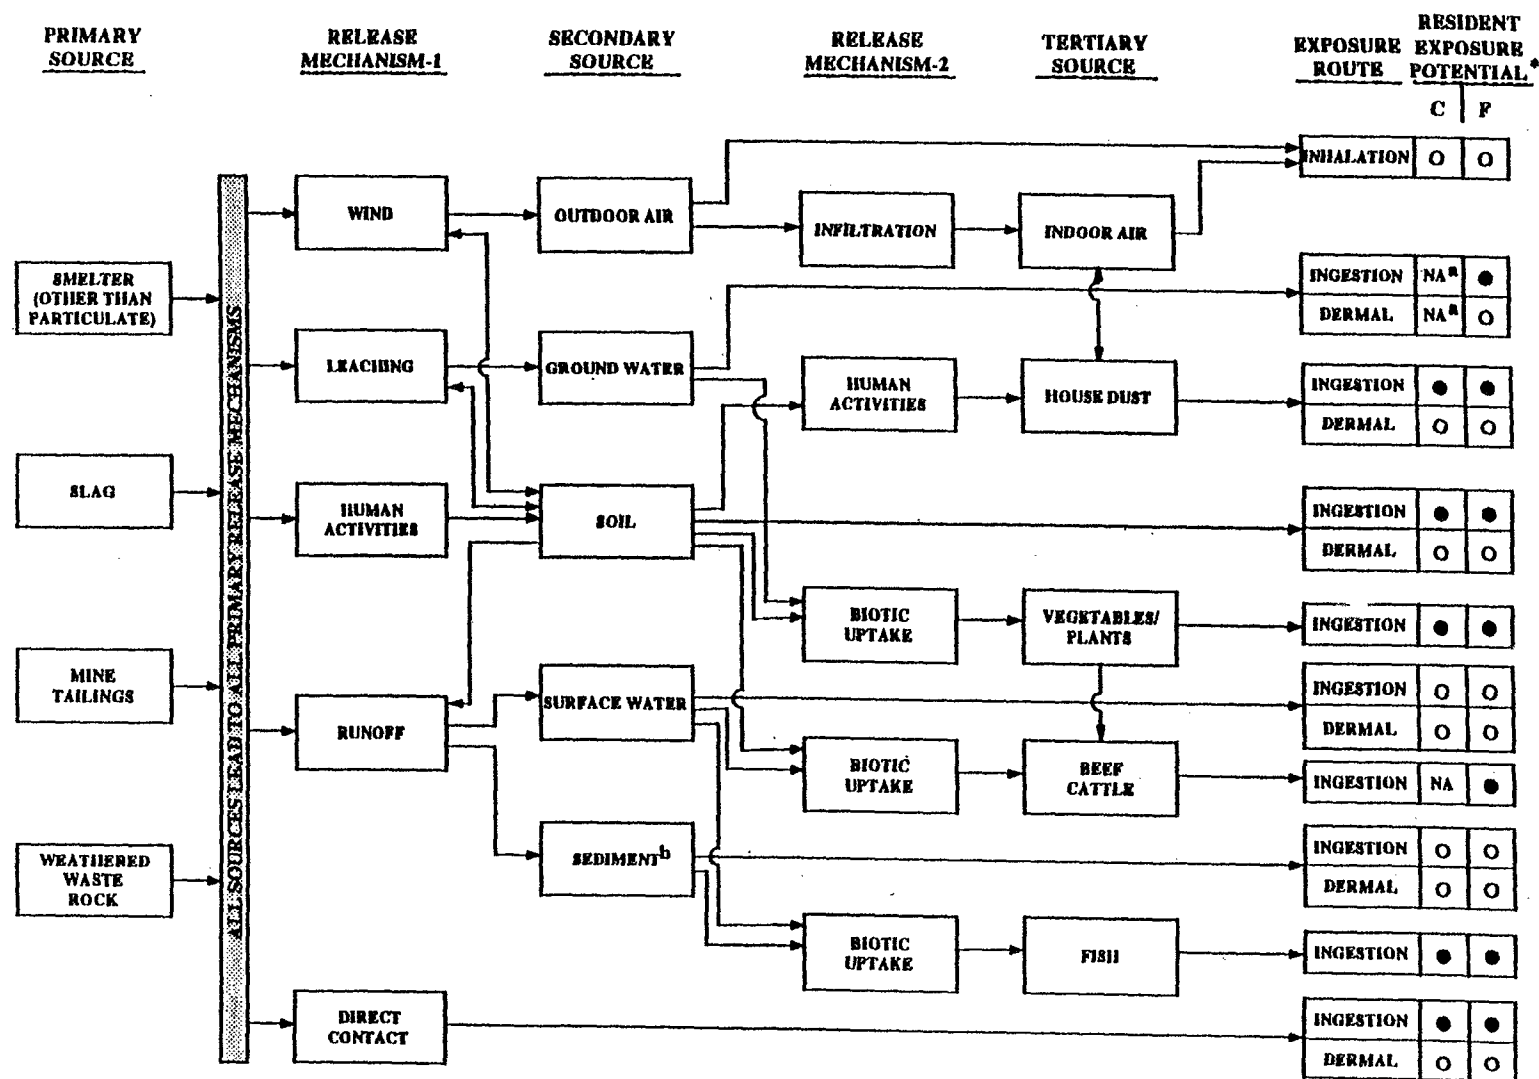 PRIMARY
SOURCE
RELEASE
MECHANISM-1
SECONDARY
SOURCE
RELEASE
MECHANISM-2
TERTIARY
SOURCE
EXPOSURE
ROUTE
RESIDENT
EXPOSURE
POTENTIAL*
C F
SMELTER
(OTHER THAN
PARTICULATE)
SLAG
MINE
TAILINGS
WEATHERED
WASTE
ROCK
ALL SOURCES LEAD TO ALL PRIMARY RELEASE MECHANISMS
WIND
LEACHING
HUMAN
ACTIVITIES
RUNOFF
DIRECT
CONTACT
OUTDOOR AIR
GROUND WATER
SOIL
SURFACE WATER
SEDIMENTb
INFILTRATION
HUMAN
ACTIVITIES
BIOTIC
UPTAKE
BIOTIC
UPTAKE
BIOTIC
UPTAKE
INDOOR AIR
HOUSE DUST
VEGETABLES/
PLANTS
BEEF
CATTLE
FISH
INHALATION
INGESTION NAa
DERMAL NAa
INGESTION
DERMAL
INGESTION
DERMAL
INGESTION
INGESTION
DERMAL
INGESTION NA
INGESTION
DERMAL
INGESTION
INGESTION
DERMAL